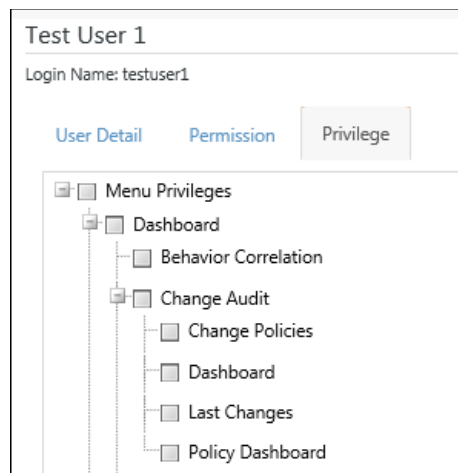 Test User 1
Login Name: testuser1
User Detail Permission Privilege
Menu Privileges
Dashboard
Behavior Correlation
Change Audit
Change Policies
Dashboard
Last Changes
Policy Dashboard